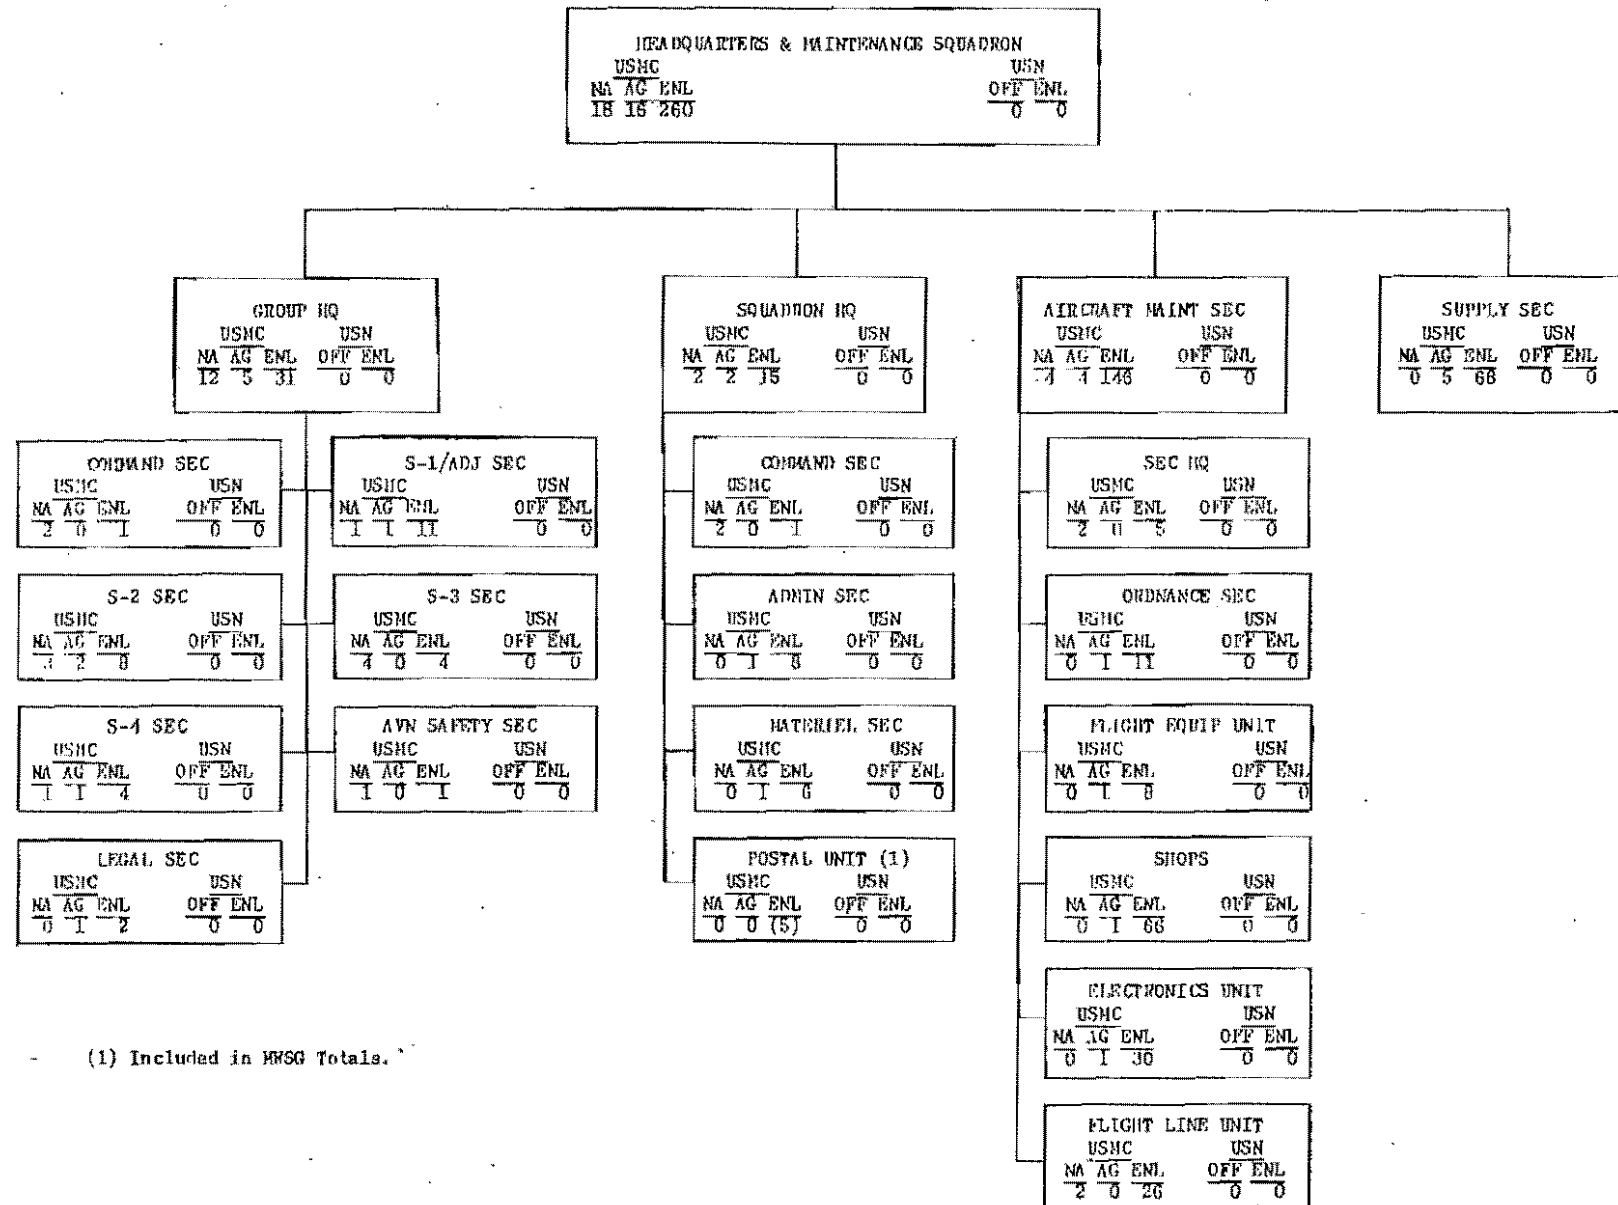 HEADQUARTERS & MAINTENANCE SQUADRON
USMC USN
NA AG ENL OFF ENL
18 16 260 0 0
GROUP HQ
USMC USN
NA AG ENL OFF ENL
12 5 31 0 0
SQUADRON HQ
USMC USN
NA AG ENL OFF ENL
2 2 15 0 0
AIRCRAFT MAINT SEC
USMC USN
NA AG ENL OFF ENL
4 4 146 0 0
SUPPLY SEC
USMC USN
NA AG ENL OFF ENL
0 5 68 0 0
COMMAND SEC
USMC USN
NA AG ENL OFF ENL
2 0 1 0 0
S-1/ADJ SEC
USMC USN
NA AG ENL OFF ENL
1 1 11 0 0
S-2 SEC
USMC USN
NA AG ENL OFF ENL
3 2 8 0 0
S-3 SEC
USMC USN
NA AG ENL OFF ENL
4 0 4 0 0
S-4 SEC
USMC USN
NA AG ENL OFF ENL
1 1 4 0 0
AVN SAFETY SEC
USMC USN
NA AG ENL OFF ENL
1 0 1 0 0
LEGAL SEC
USMC USN
NA AG ENL OFF ENL
0 1 2 0 0
COMMAND SEC
USMC USN
NA AG ENL OFF ENL
2 0 1 0 0
ADMIN SEC
USMC USN
NA AG ENL OFF ENL
0 1 8 0 0
MATERIEL SEC
USMC USN
NA AG ENL OFF ENL
0 1 6 0 0
POSTAL UNIT (1)
USMC USN
NA AG ENL OFF ENL
0 0 (5) 0 0
SEC HQ
USMC USN
NA AG ENL OFF ENL
2 0 5 0 0
ORDNANCE SEC
USMC USN
NA AG ENL OFF ENL
0 1 11 0 0
FLIGHT EQUIP UNIT
USMC USN
NA AG ENL OFF ENL
0 1 8 0 0
SHOPS
USMC USN
NA AG ENL OFF ENL
0 1 66 0 0
ELECTRONICS UNIT
USMC USN
NA AG ENL OFF ENL
0 1 30 0 0
FLIGHT LINE UNIT
USMC USN
NA AG ENL OFF ENL
2 0 26 0 0
(1) Included in MWSG Totals.